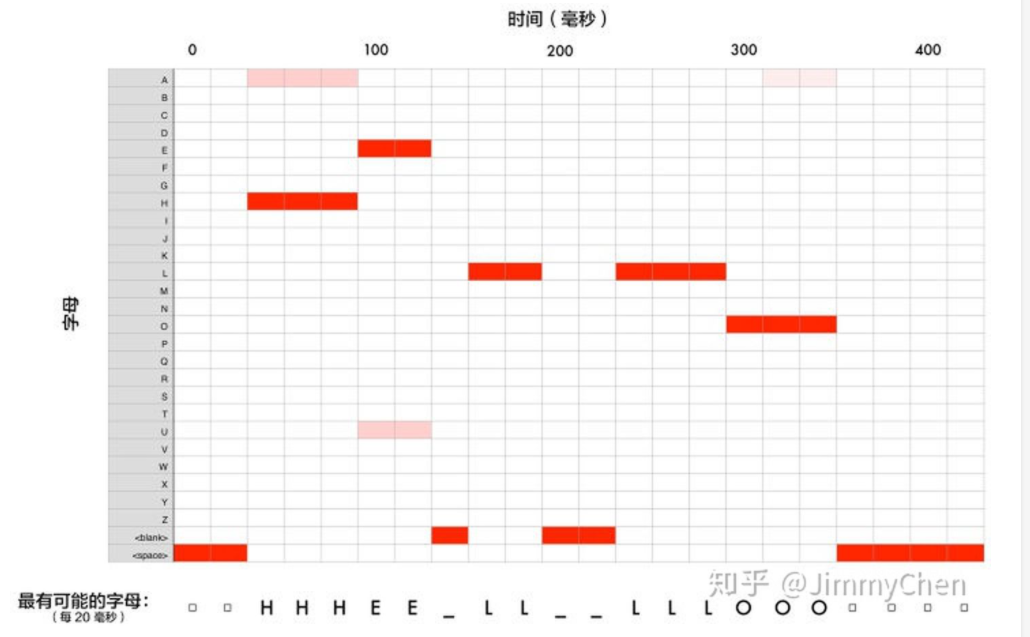 时间（毫秒）
0 100 200 300 400
A
B
C
D
E
F
G
H
I
J
K
L
M
N
O
P
Q
R
S
T
U
V
W
X
Y
Z
<blank>
<space>
字母
知乎 @JimmyChen
最有可能的字母： □ □ H H H E E _ L L _ _ L L L O O O □ □ □ □
（每 20 毫秒）